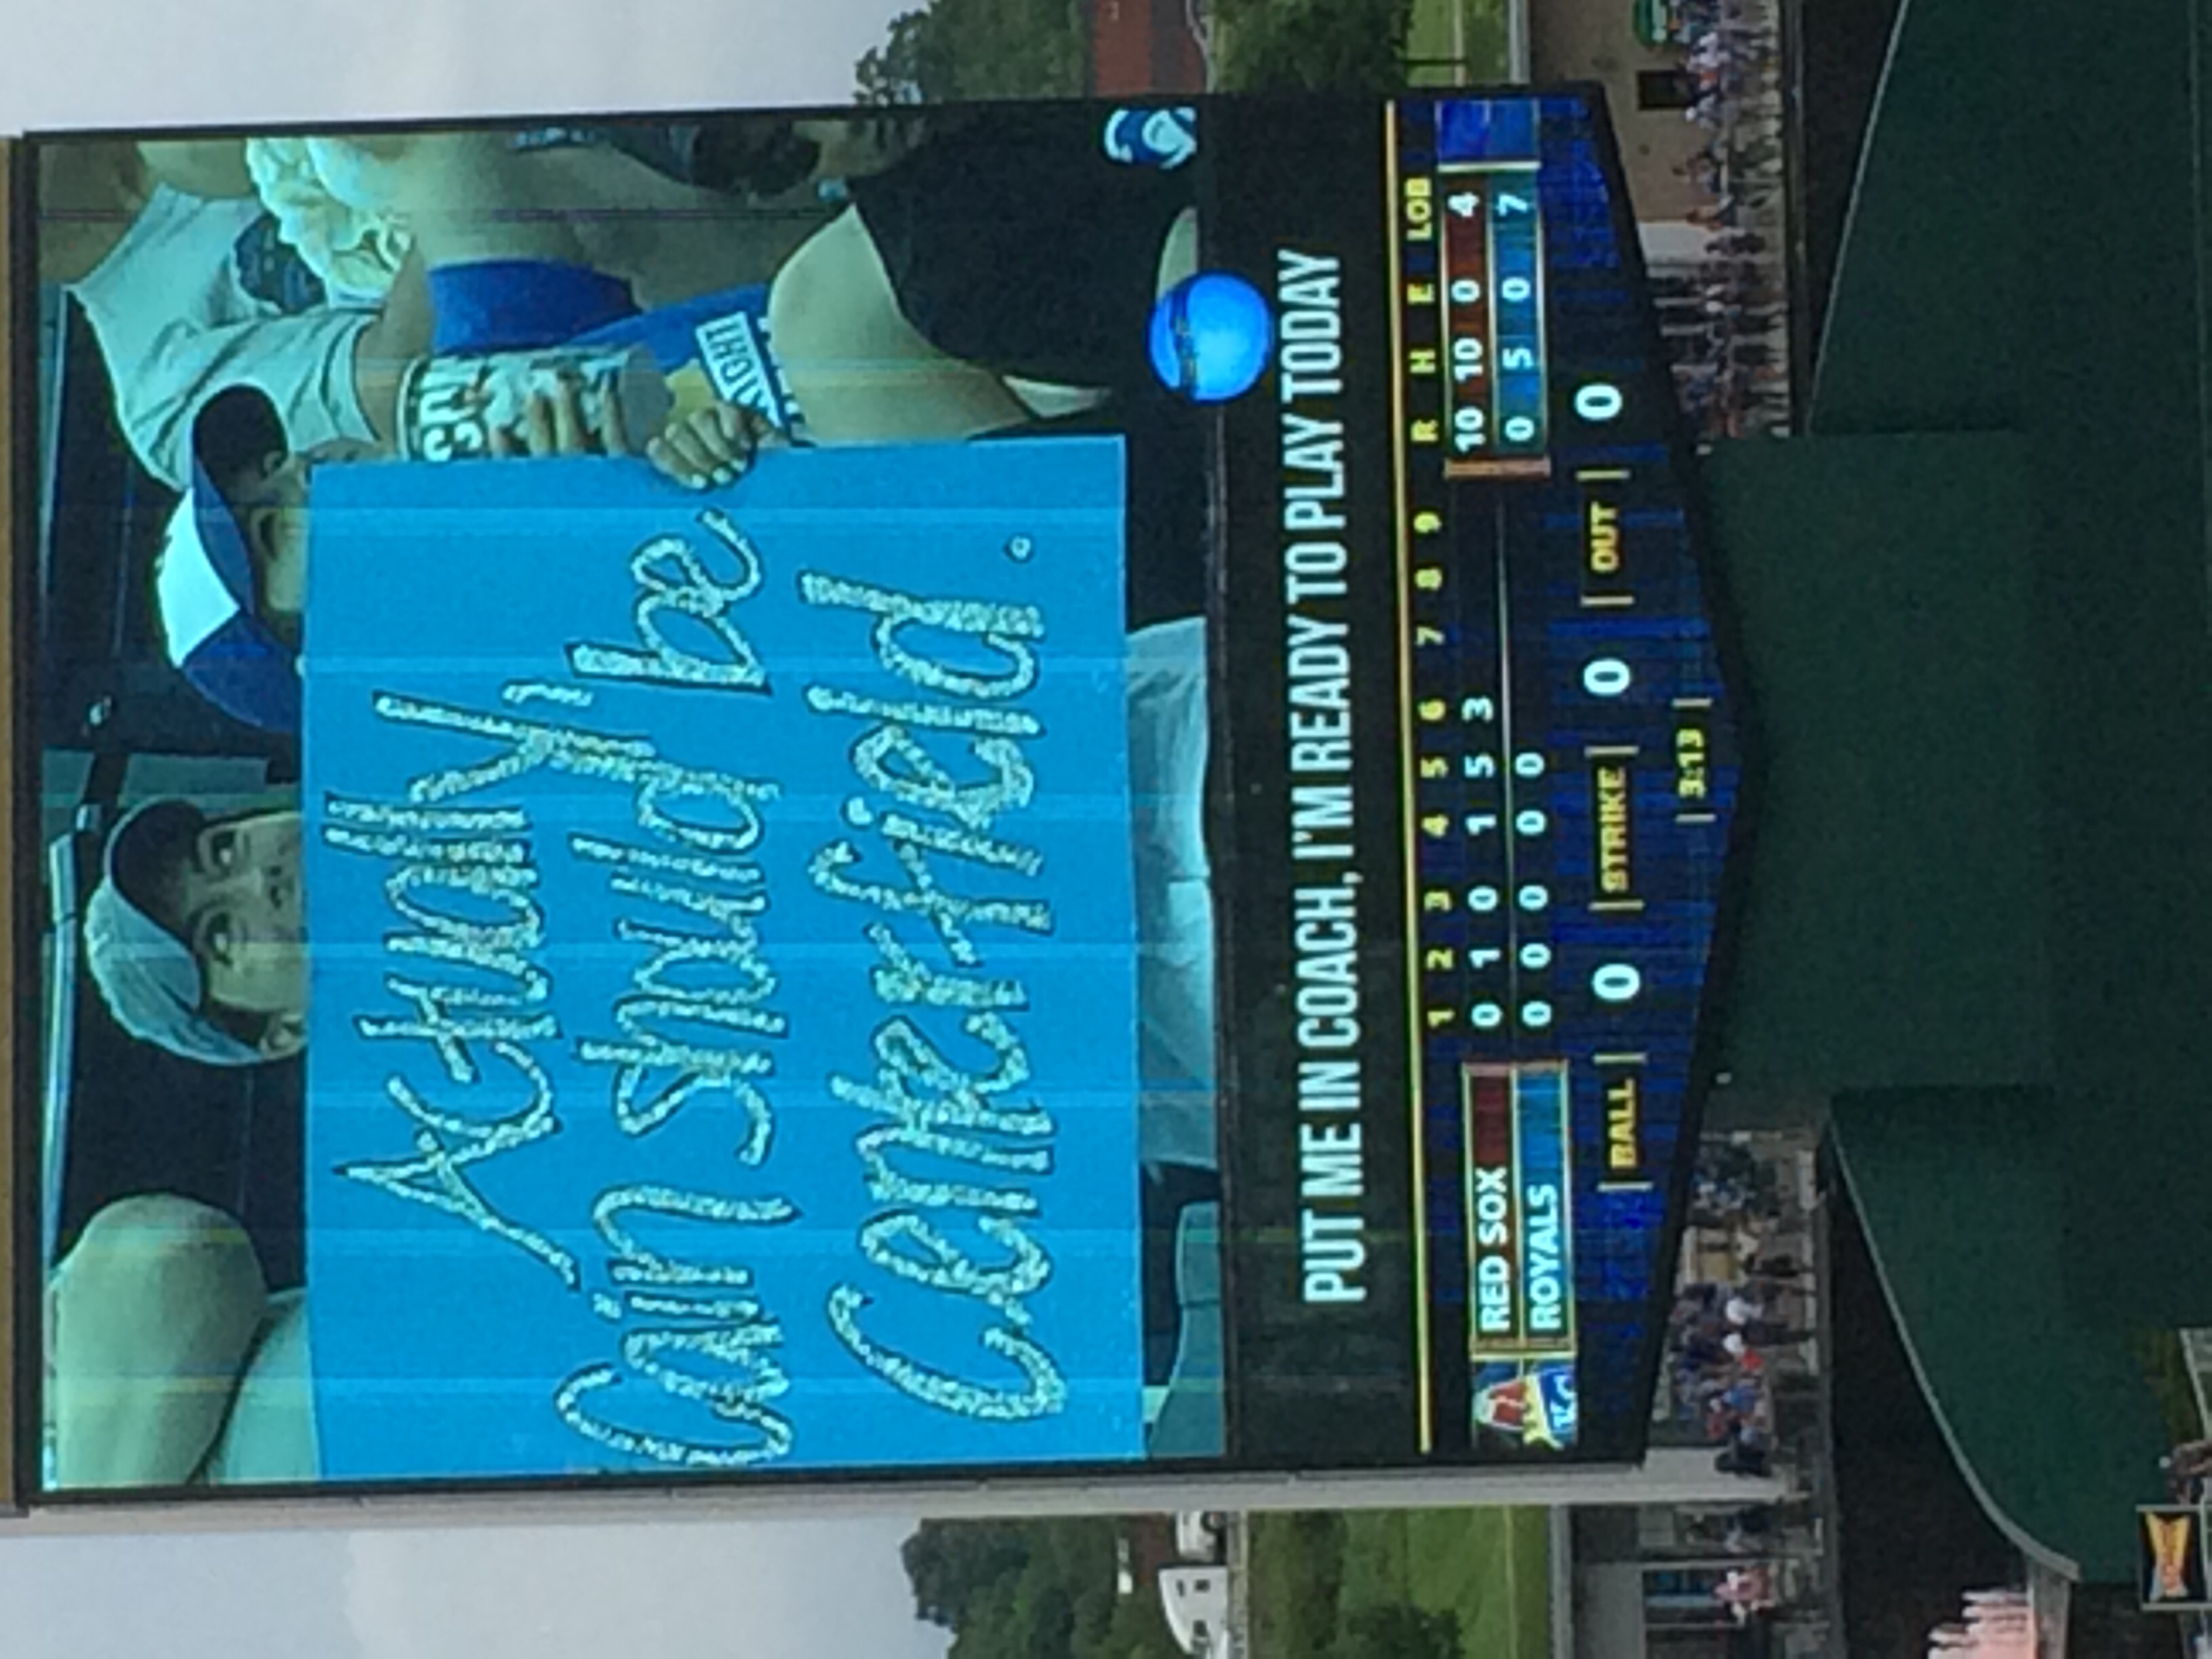 Actually,
Cain should be
Centerfield.
PUT ME IN COACH, I'M READY TO PLAY TODAY
1 2 3 4 5 6 7 8 9 R H E LOB
RED SOX 0 1 0 1 5 3 10 10 0 4
ROYALS 0 0 0 0 0 0 5 0 7
BALL 0 STRIKE 0 OUT 0
3:13